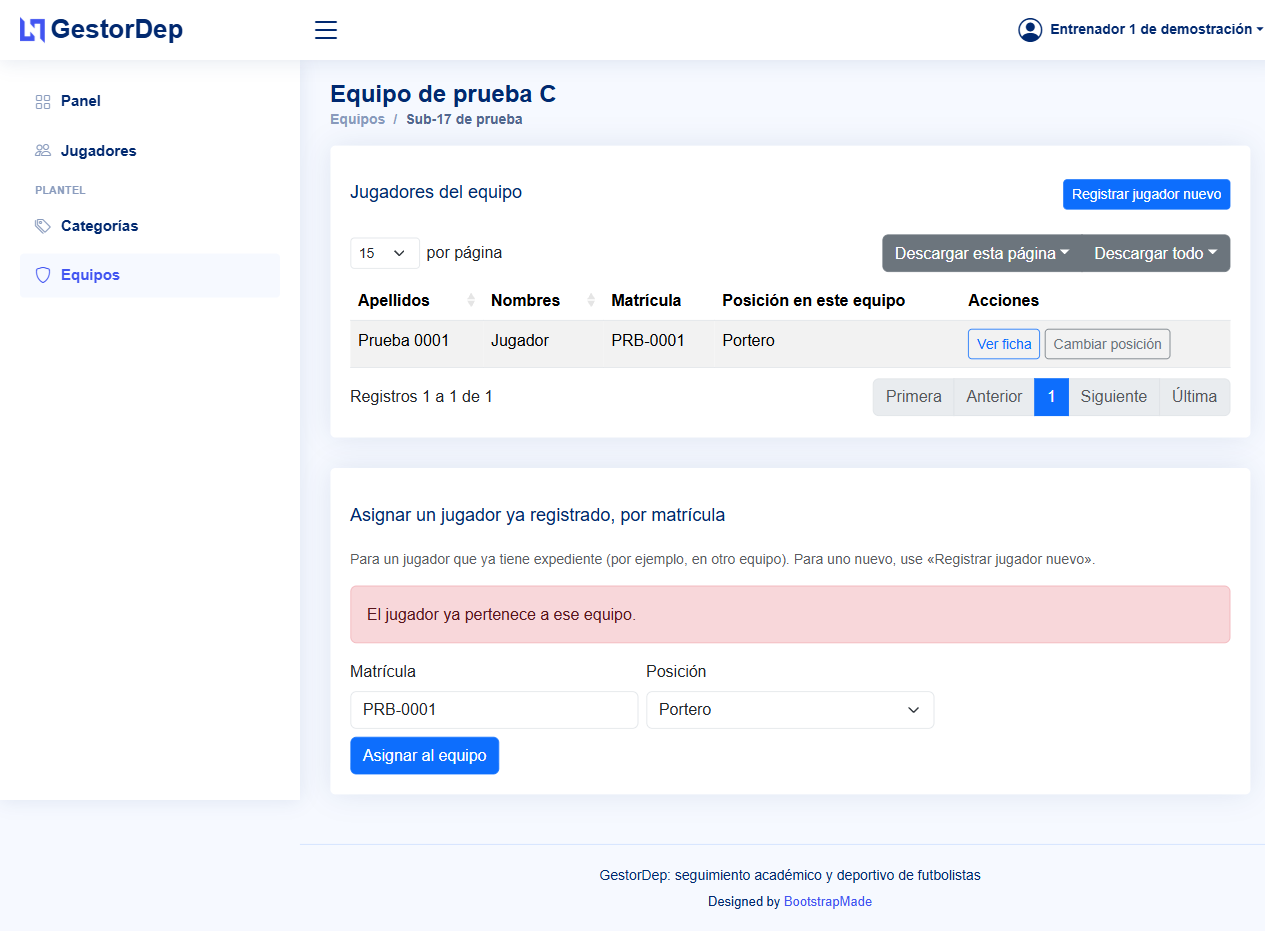 GestorDep
Entrenador 1 de demostración
Panel
Jugadores
PLANTEL
Categorías
Equipos
Equipo de prueba C
Equipos / Sub-17 de prueba
Jugadores del equipo
Registrar jugador nuevo
15 por página
Descargar esta página Descargar todo
Apellidos Nombres Matrícula Posición en este equipo Acciones
Prueba 0001 Jugador PRB-0001 Portero Ver ficha Cambiar posición
Registros 1 a 1 de 1
Primera Anterior 1 Siguiente Última
Asignar un jugador ya registrado, por matrícula
Para un jugador que ya tiene expediente (por ejemplo, en otro equipo). Para uno nuevo, use «Registrar jugador nuevo».
El jugador ya pertenece a ese equipo.
Matrícula Posición
PRB-0001 Portero
Asignar al equipo
GestorDep: seguimiento académico y deportivo de futbolistas
Designed by BootstrapMade